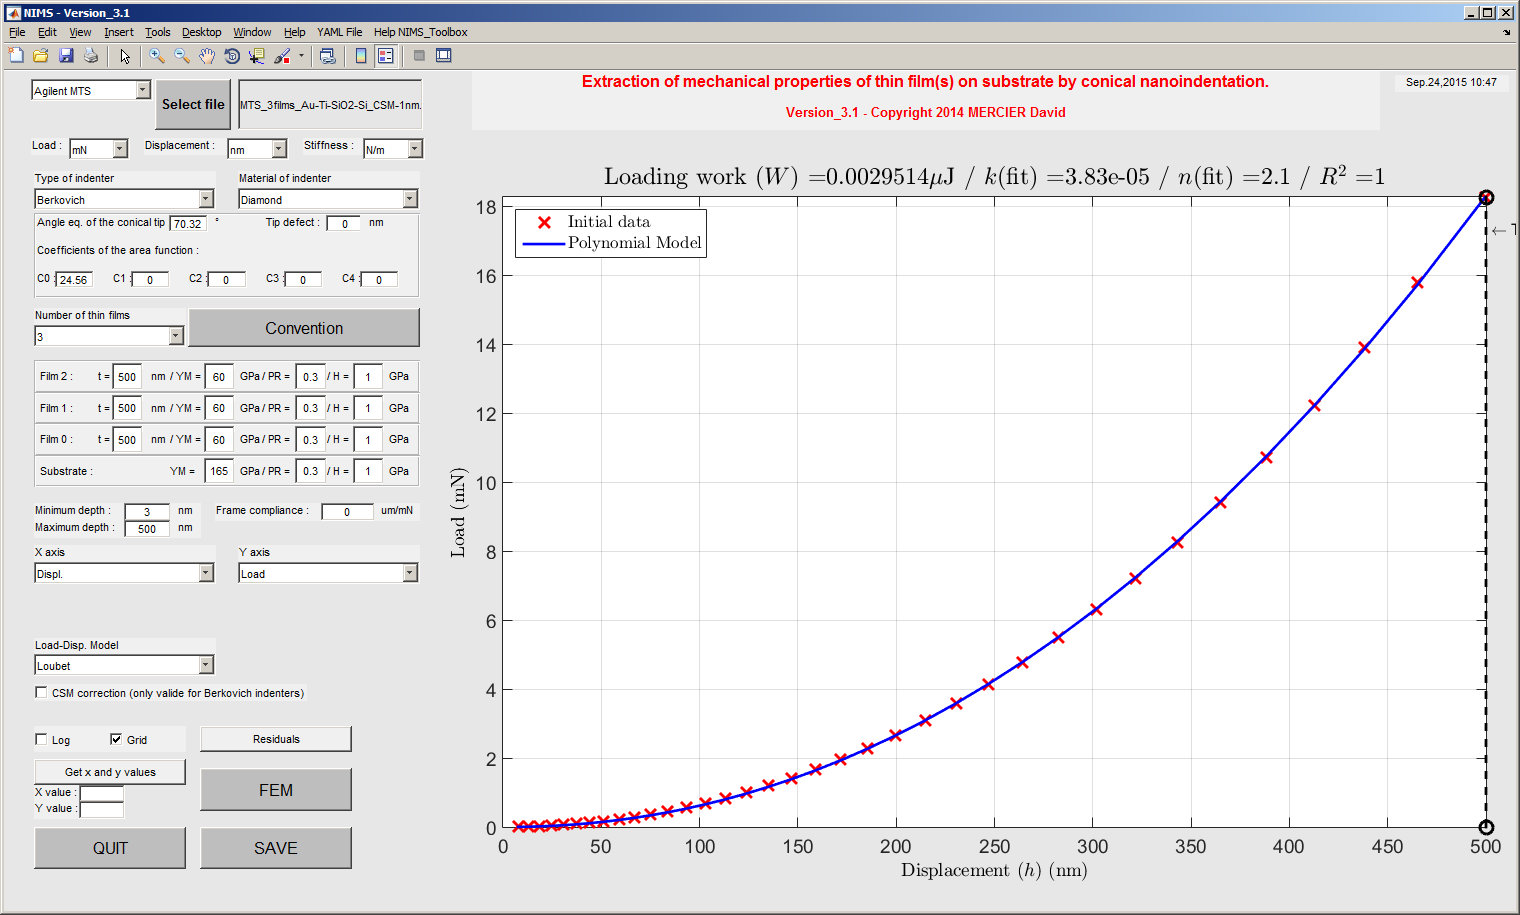 NIMS - Version_3.1
File Edit View Insert Tools Desktop Window Help YAML File Help NIMS_Toolbox
Agilent MTS
Select file
MTS_3films_Au-Ti-SiO2-Si_CSM-1nm.
Extraction of mechanical properties of thin film(s) on substrate by conical nanoindentation.
Version_3.1 - Copyright 2014 MERCIER David
Sep.24,2015 10:47
Load : mN Displacement : nm Stiffness : N/m
Type of indenter Material of indenter
Berkovich Diamond
Angle eq. of the conical tip 70.32 ° Tip defect : 0 nm
Coefficients of the area function :
C0 : 24.56 C1 : 0 C2 : 0 C3 : 0 C4 : 0
Number of thin films
3
Convention
Film 2 : t = 500 nm / YM = 60 GPa / PR = 0.3 / H = 1 GPa
Film 1 : t = 500 nm / YM = 60 GPa / PR = 0.3 / H = 1 GPa
Film 0 : t = 500 nm / YM = 60 GPa / PR = 0.3 / H = 1 GPa
Substrate : YM = 165 GPa / PR = 0.3 / H = 1 GPa
Minimum depth : 3 nm Frame compliance : 0 um/mN
Maximum depth : 500 nm
X axis Y axis
Displ. Load
Load-Disp. Model
Loubet
CSM correction (only valide for Berkovich indenters)
Log Grid
Residuals
Get x and y values
X value :
Y value :
FEM
QUIT
SAVE
Loading work (W) =0.0029514μJ / k(fit) =3.83e-05 / n(fit) =2.1 / R² =1
Initial data
Polynomial Model
←
18
16
14
12
10
8
6
4
2
0
Load (mN)
0 50 100 150 200 250 300 350 400 450 500
Displacement (h) (nm)